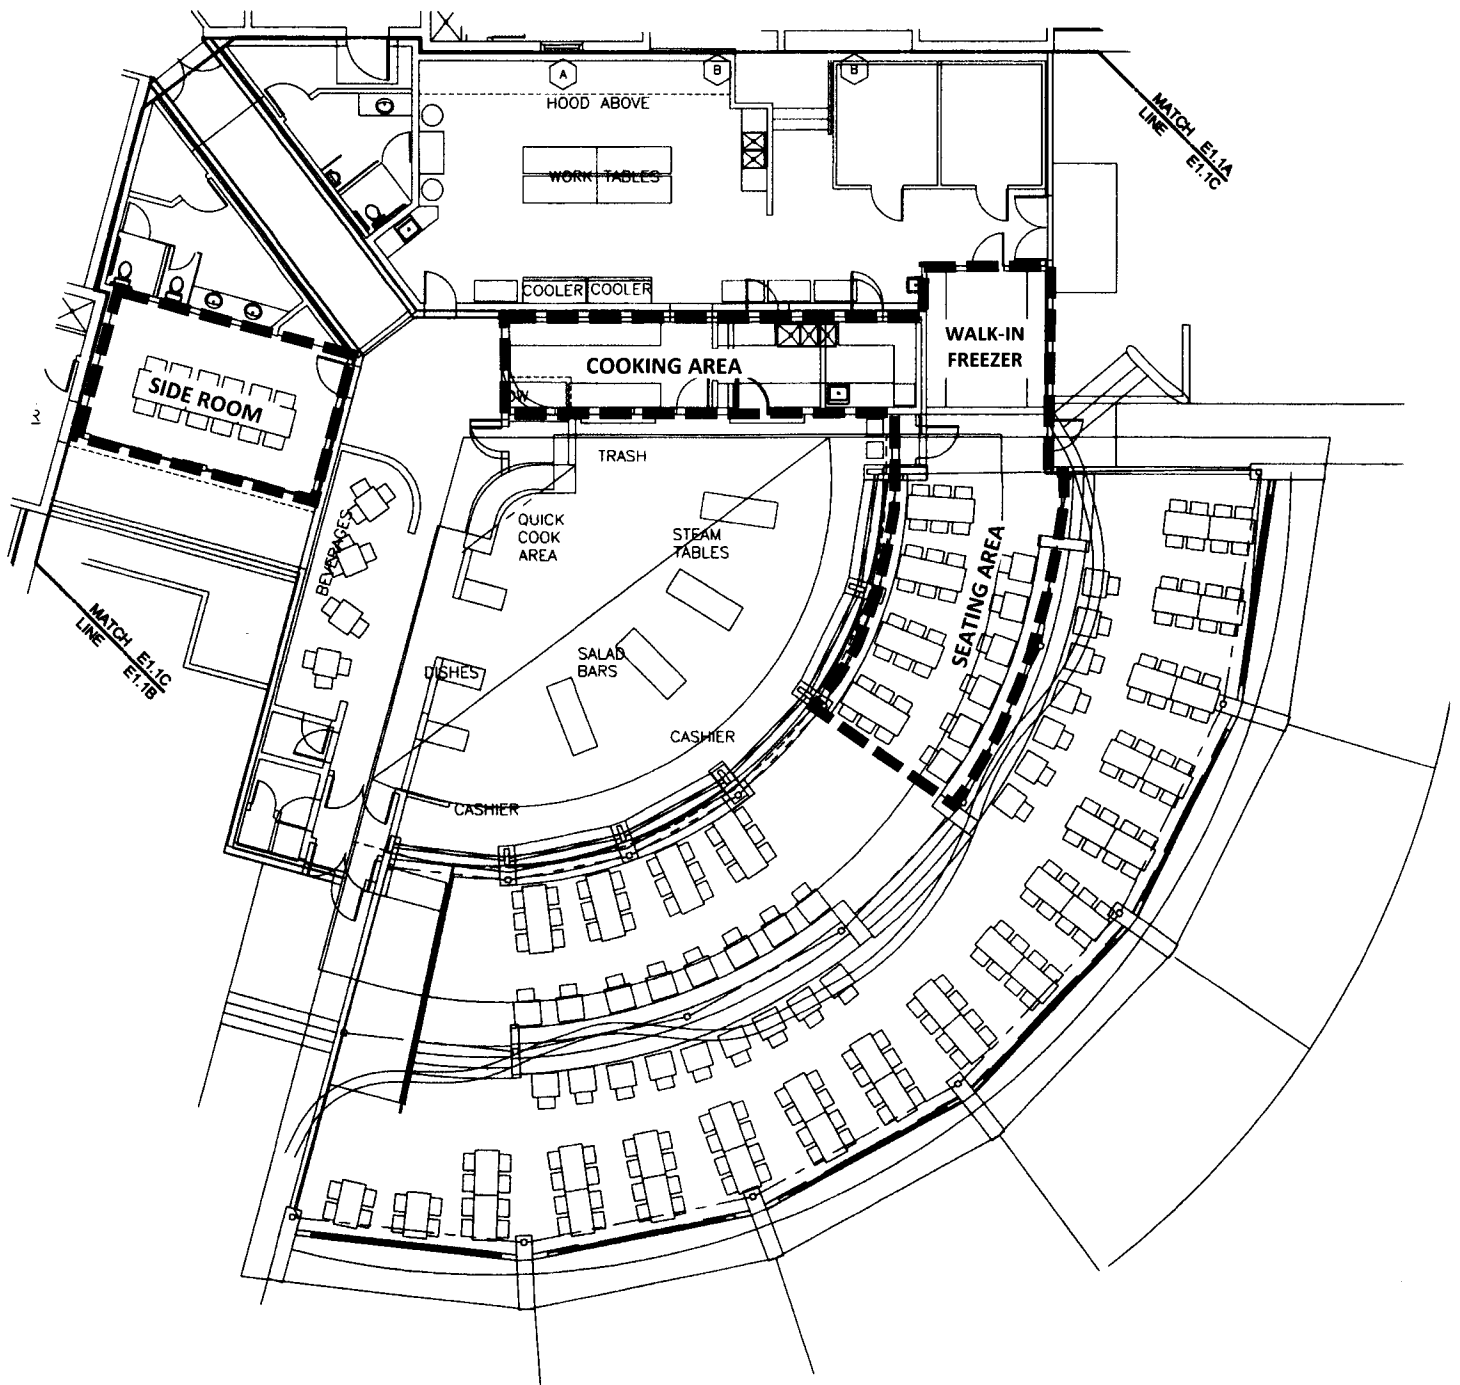 A
B
B
HOOD ABOVE
MATCH E1.1A
LINE E1.1C
WORK TABLES
COOLER COOLER
WALK-IN
FREEZER
COOKING AREA
SIDE ROOM
DW
TRASH
BEVERAGES
QUICK
COOK
AREA
STEAM
TABLES
SEATING AREA
MATCH E1.1C
LINE E1.1B
DISHES
SALAD
BARS
CASHIER
CASHIER